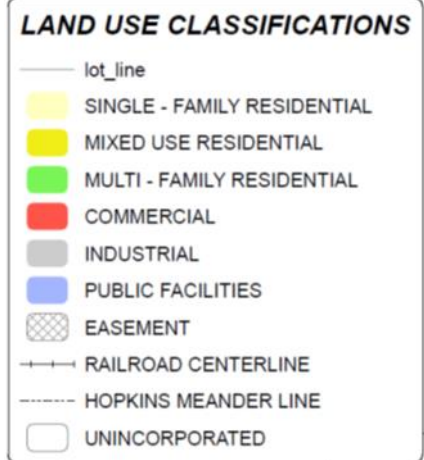 LAND USE CLASSIFICATIONS
lot_line
SINGLE - FAMILY RESIDENTIAL
MIXED USE RESIDENTIAL
MULTI - FAMILY RESIDENTIAL
COMMERCIAL
INDUSTRIAL
PUBLIC FACILITIES
EASEMENT
RAILROAD CENTERLINE
HOPKINS MEANDER LINE
UNINCORPORATED